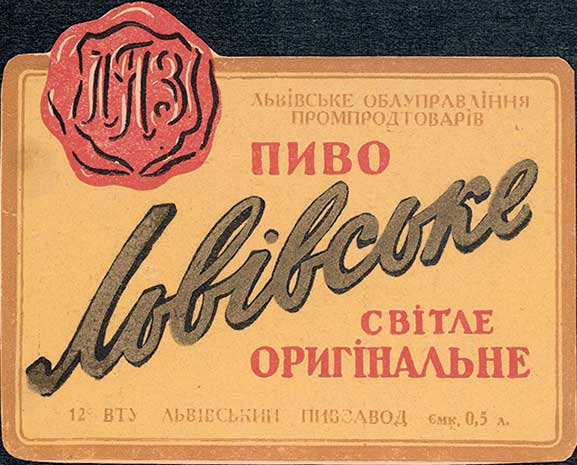 ЛПЗ
ЛЬВІВСЬКЕ ОБЛУПРАВЛІННЯ
ПРОМПРОДТОВАРІВ
ПИВО
Львівське
СВІТЛЕ
ОРИГІНАЛЬНЕ
12° ВТУ ЛЬВІВСЬКИЙ ПИВЗАВОД Ємк. 0,5 л.